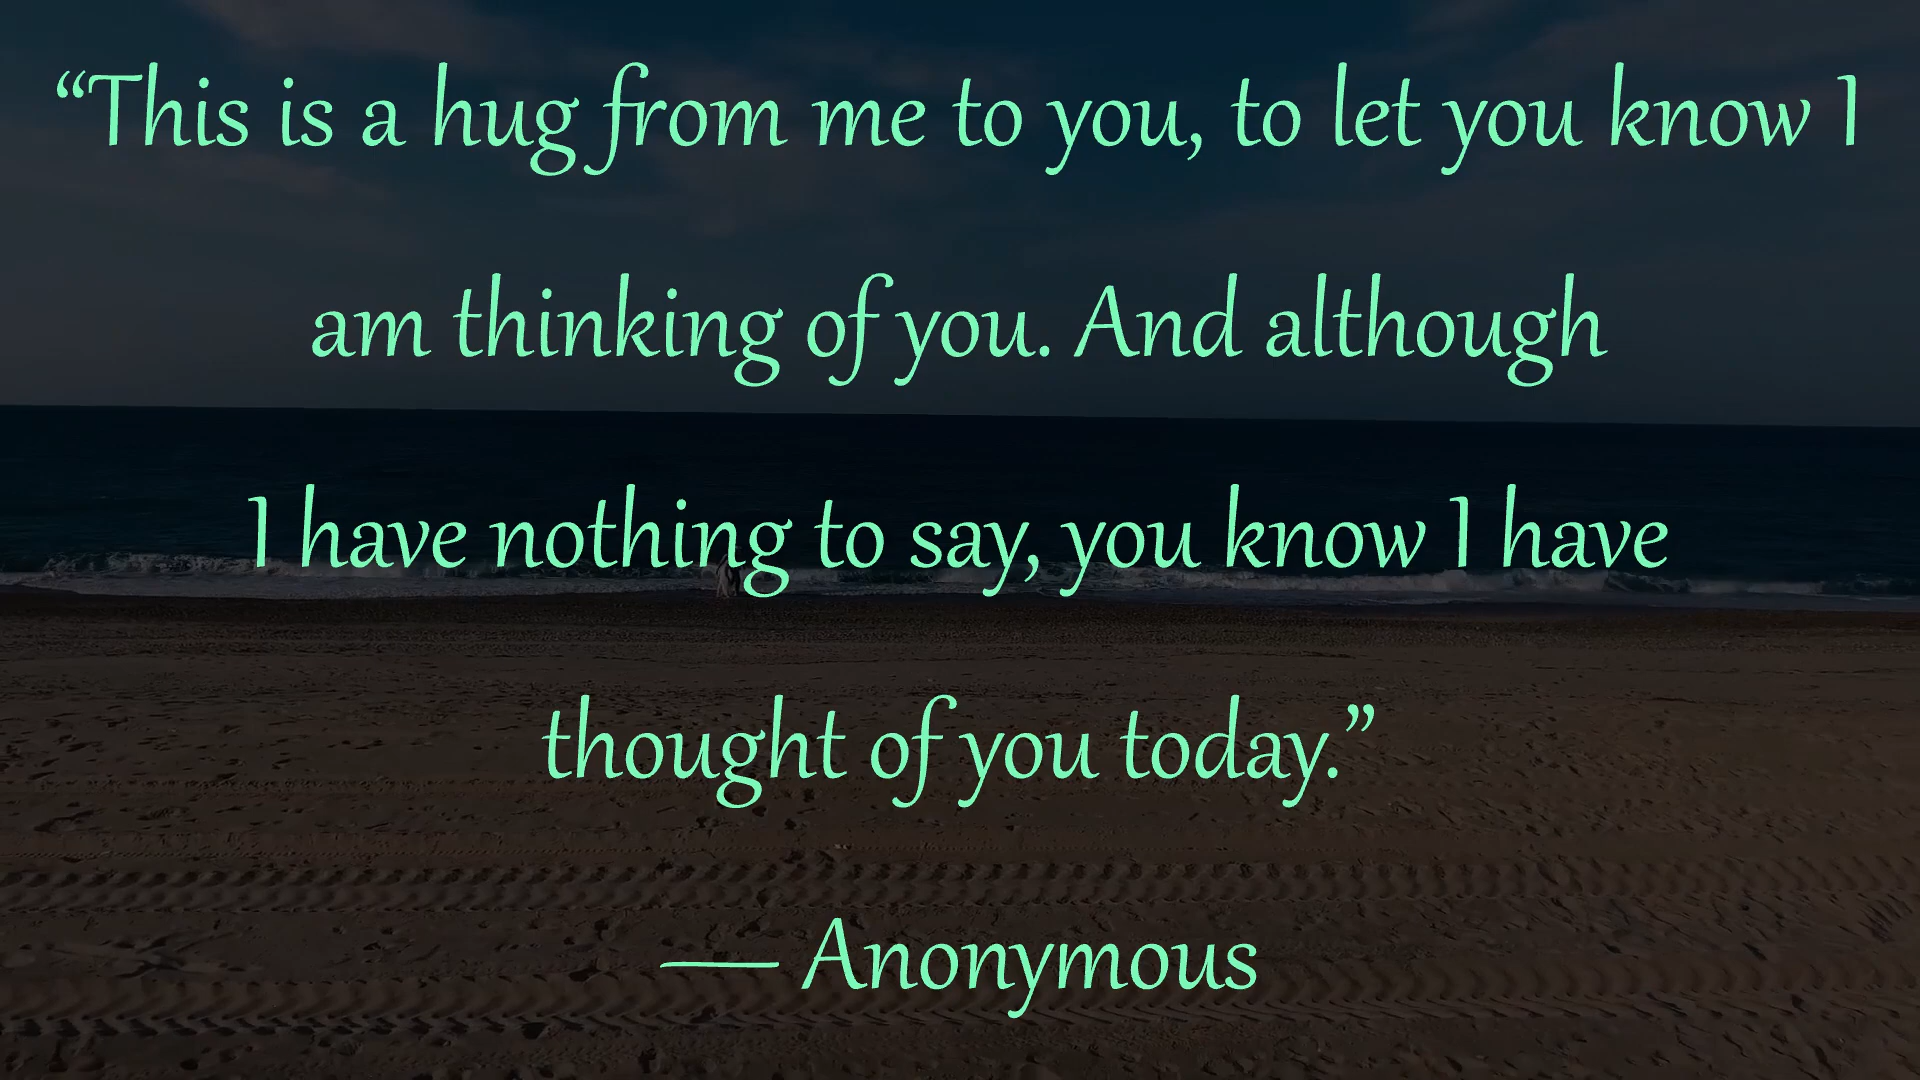 “This is a hug from me to you, to let you know I
am thinking of you. And although
I have nothing to say, you know I have
thought of you today.”
— Anonymous